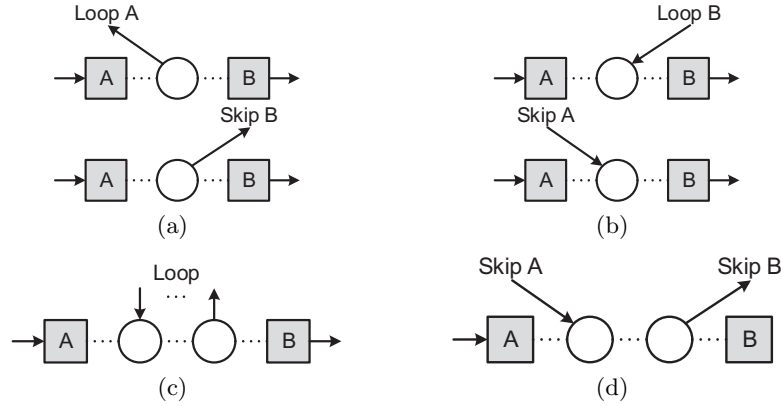 Loop A
A ..... B
Skip B
A ..... B
(a)
Loop B
A ..... B
Skip A
A ..... B
(b)
Loop
...
A ..... B
(c)
Skip A Skip B
A ..... B
(d)